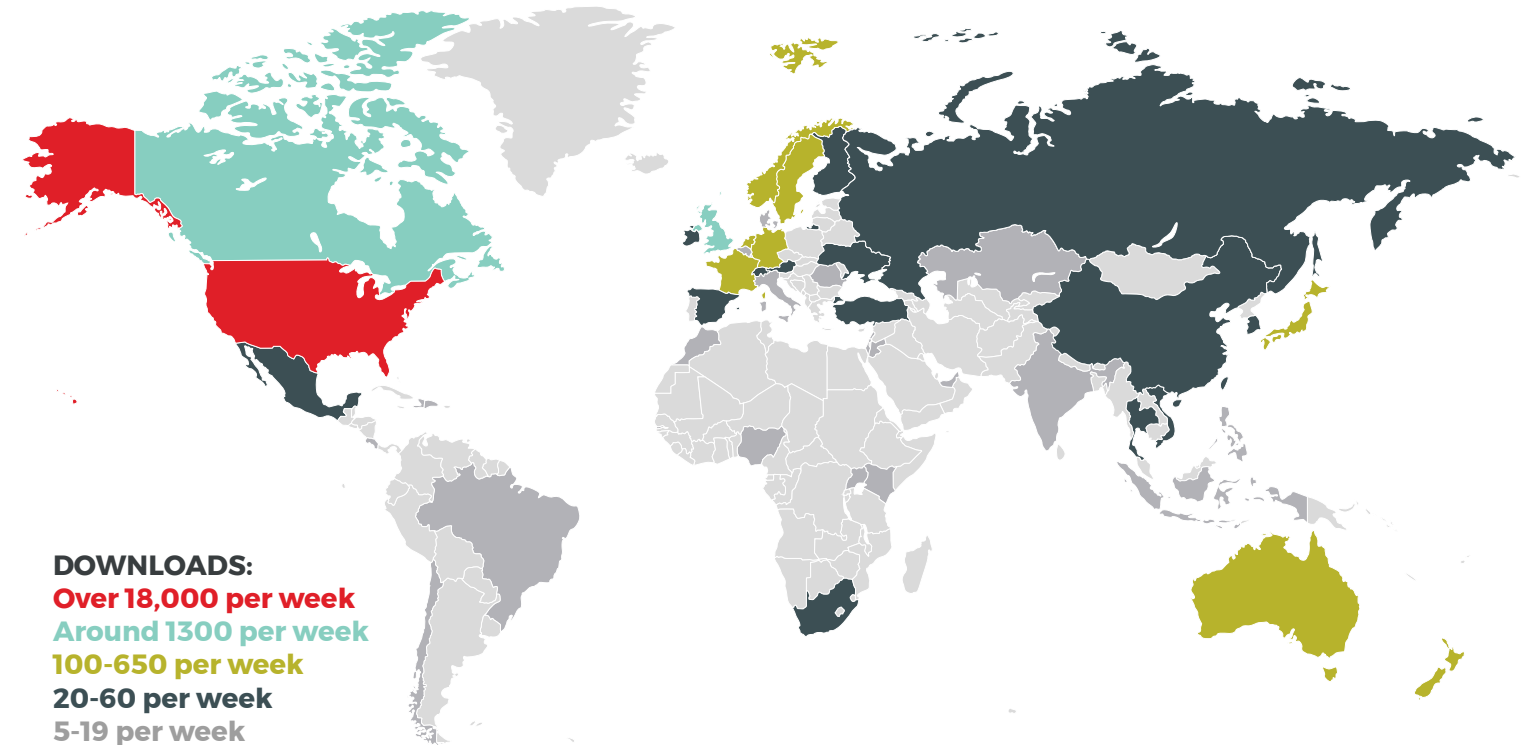 DOWNLOADS:
Over 18,000 per week
Around 1300 per week
100-650 per week
20-60 per week
5-19 per week